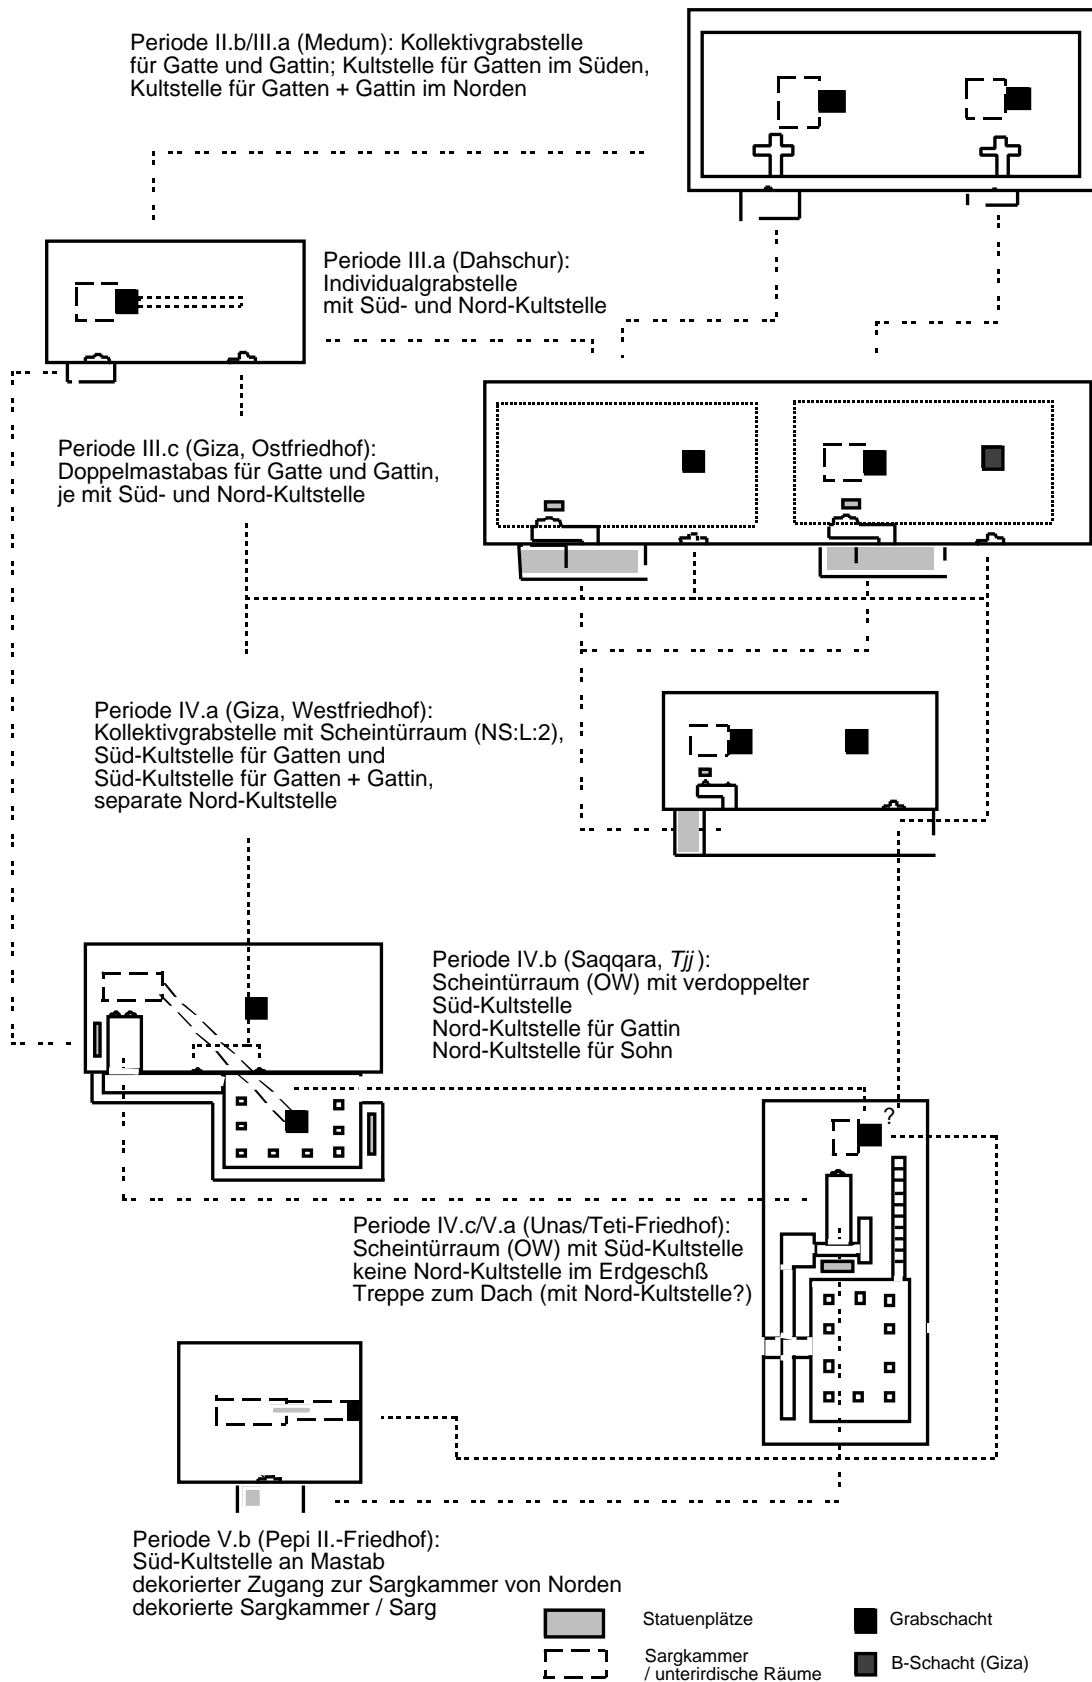 Periode II.b/III.a (Medum): Kollektivgrabstelle
für Gatte und Gattin; Kultstelle für Gatten im Süden,
Kultstelle für Gatten + Gattin im Norden
Periode III.a (Dahschur):
Individualgrabstelle
mit Süd- und Nord-Kultstelle
Periode III.c (Giza, Ostfriedhof):
Doppelmastabas für Gatte und Gattin,
je mit Süd- und Nord-Kultstelle
Periode IV.a (Giza, Westfriedhof):
Kollektivgrabstelle mit Scheintürraum (NS:L:2),
Süd-Kultstelle für Gatten und
Süd-Kultstelle für Gatten + Gattin,
separate Nord-Kultstelle
Periode IV.b (Saqqara, Tjj):
Scheintürraum (OW) mit verdoppelter
Süd-Kultstelle
Nord-Kultstelle für Gattin
Nord-Kultstelle für Sohn
?
Periode IV.c/V.a (Unas/Teti-Friedhof):
Scheintürraum (OW) mit Süd-Kultstelle
keine Nord-Kultstelle im Erdgeschß
Treppe zum Dach (mit Nord-Kultstelle?)
Periode V.b (Pepi II.-Friedhof):
Süd-Kultstelle an Mastab
dekorierter Zugang zur Sargkammer von Norden
dekorierte Sargkammer / Sarg
Statuenplätze
Grabschacht
Sargkammer
/ unterirdische Räume
B-Schacht (Giza)